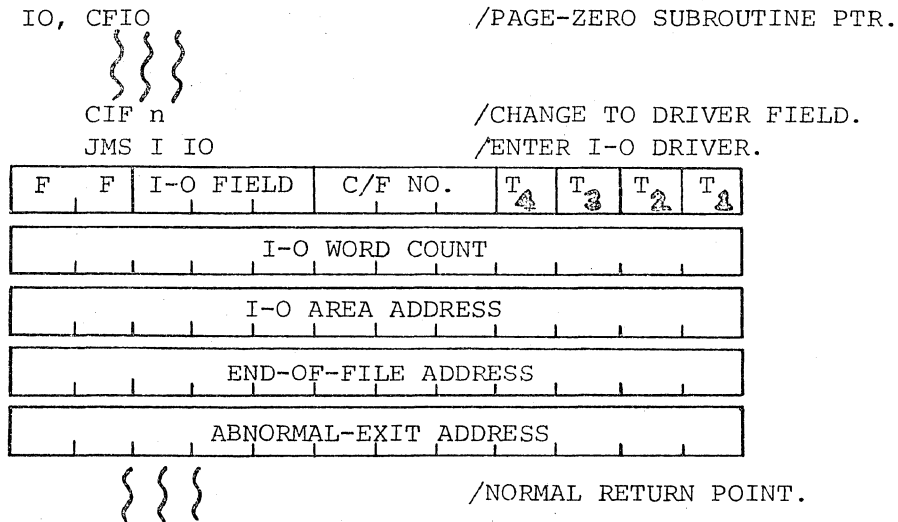 IO, CFIO /PAGE-ZERO SUBROUTINE PTR.
CIF n /CHANGE TO DRIVER FIELD.
JMS I IO /ENTER I-O DRIVER.
F F I-O FIELD C/F NO. T4 T3 T2 T1
I-O WORD COUNT
I-O AREA ADDRESS
END-OF-FILE ADDRESS
ABNORMAL-EXIT ADDRESS
/NORMAL RETURN POINT.